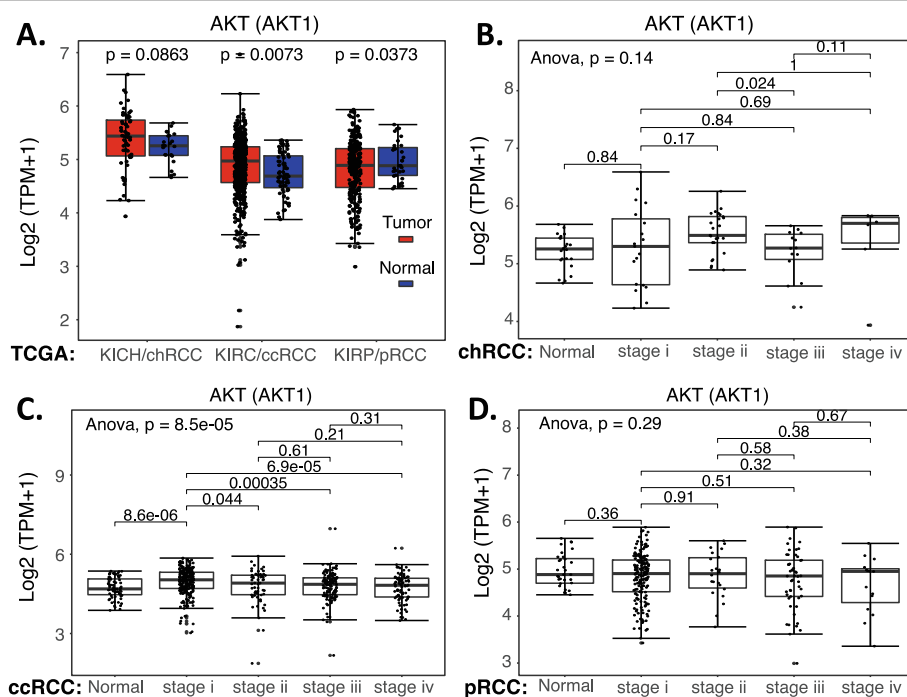 A.
AKT (AKT1)
p = 0.0863
p = 0.0073
p = 0.0373
Log2 (TPM+1)
7
6
5
4
3
2
Tumor
Normal
TCGA:
KICH/chRCC
KIRC/ccRCC
KIRP/pRCC
B.
AKT (AKT1)
Anova, p = 0.14
0.11
1
0.024
0.69
0.84
0.17
0.84
Log2 (TPM+1)
8
7
6
5
4
chRCC:
Normal
stage i
stage ii
stage iii
stage iv
C.
AKT (AKT1)
Anova, p = 8.5e-05
0.31
0.21
0.61
6.9e-05
0.00035
0.044
8.6e-06
Log2 (TPM+1)
9
6
3
ccRCC:
Normal
stage i
stage ii
stage iii
stage iv
D.
AKT (AKT1)
Anova, p = 0.29
0.67
0.38
0.58
0.32
0.51
0.91
0.36
Log2 (TPM+1)
8
7
6
5
4
3
pRCC:
Normal
stage i
stage ii
stage iii
stage iv